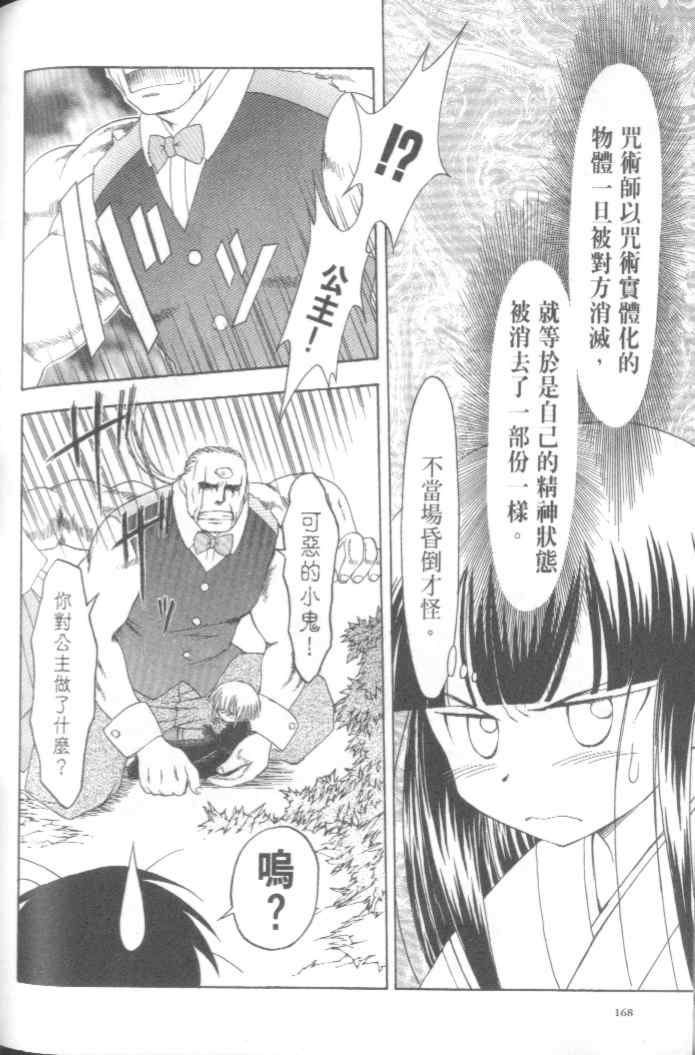 咒術師以咒術實體化的
物體一旦被對方消滅，
就等於是自己的精神狀態
被消去了一部份一樣。
不當場昏倒才怪。
!?
公主！
ザッ
可惡的小鬼！
你對公主做了什麼？
嗚？
168